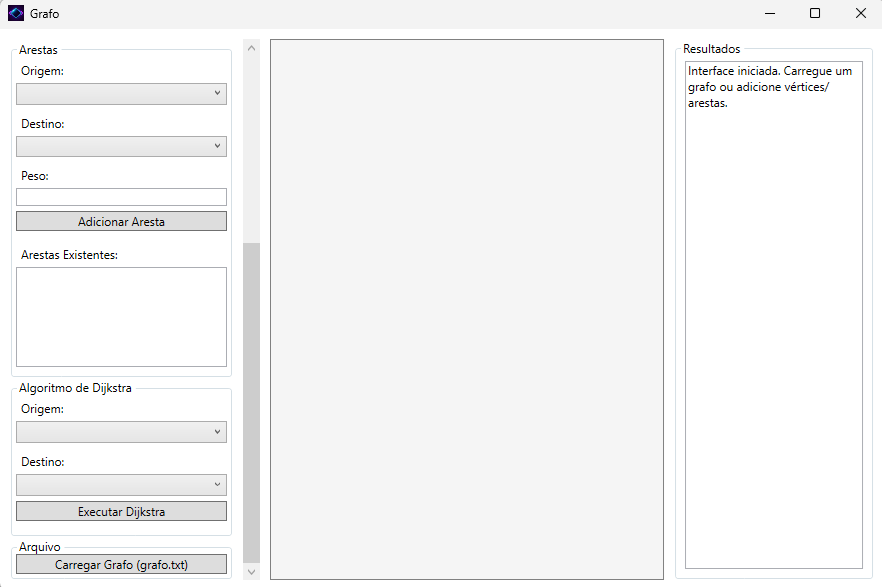 Grafo
Arestas
Origem:
Destino:
Peso:
Adicionar Aresta
Arestas Existentes:
Algoritmo de Dijkstra
Origem:
Destino:
Executar Dijkstra
Arquivo
Carregar Grafo (grafo.txt)
Resultados
Interface iniciada. Carregue um
grafo ou adicione vértices/
arestas.